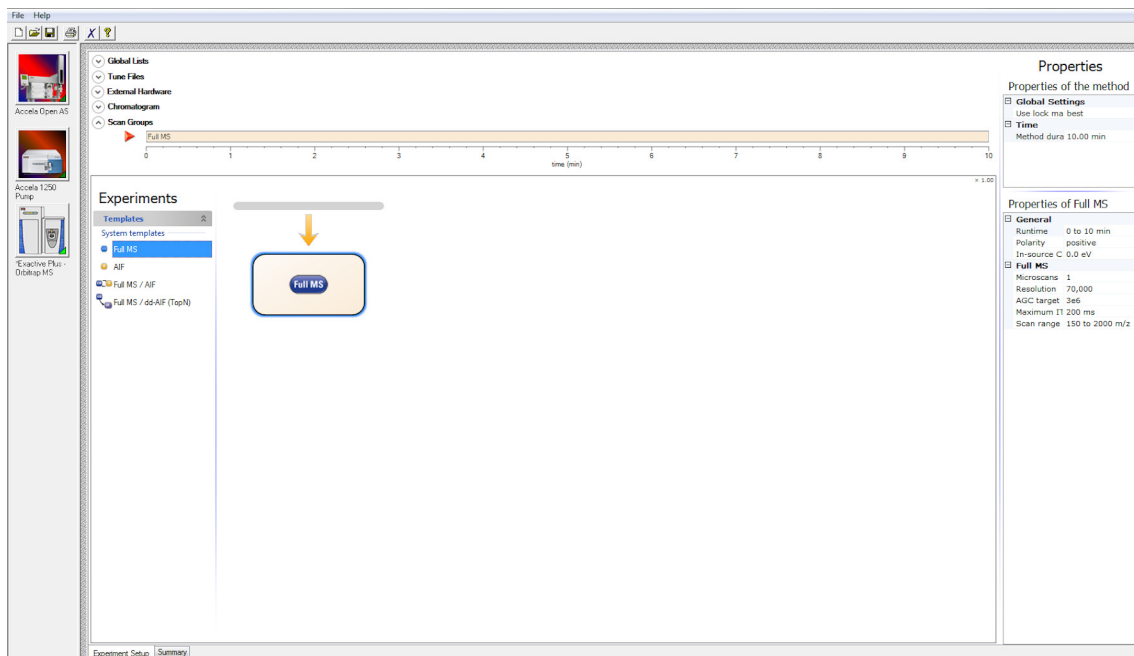 File Help
Accela Open AS
Accela 1250
Pump
"Exactive Plus -
Orbitrap MS
Global Lists
Tune Files
External Hardware
Chromatogram
Scan Groups
Full MS
0 1 2 3 4 5 6 7 8 9 10
time (min)
× 1.00
Experiments
Templates
System templates
Full MS
AIF
Full MS / AIF
Full MS / dd-AIF (TopN)
Full MS
Experiment Setup Summary
Properties
Properties of the method
Global Settings
Use lock ma best
Time
Method dura 10.00 min
Properties of Full MS
General
Runtime 0 to 10 min
Polarity positive
In-source C 0.0 eV
Full MS
Microscans 1
Resolution 70,000
AGC target 3e6
Maximum IT 200 ms
Scan range 150 to 2000 m/z